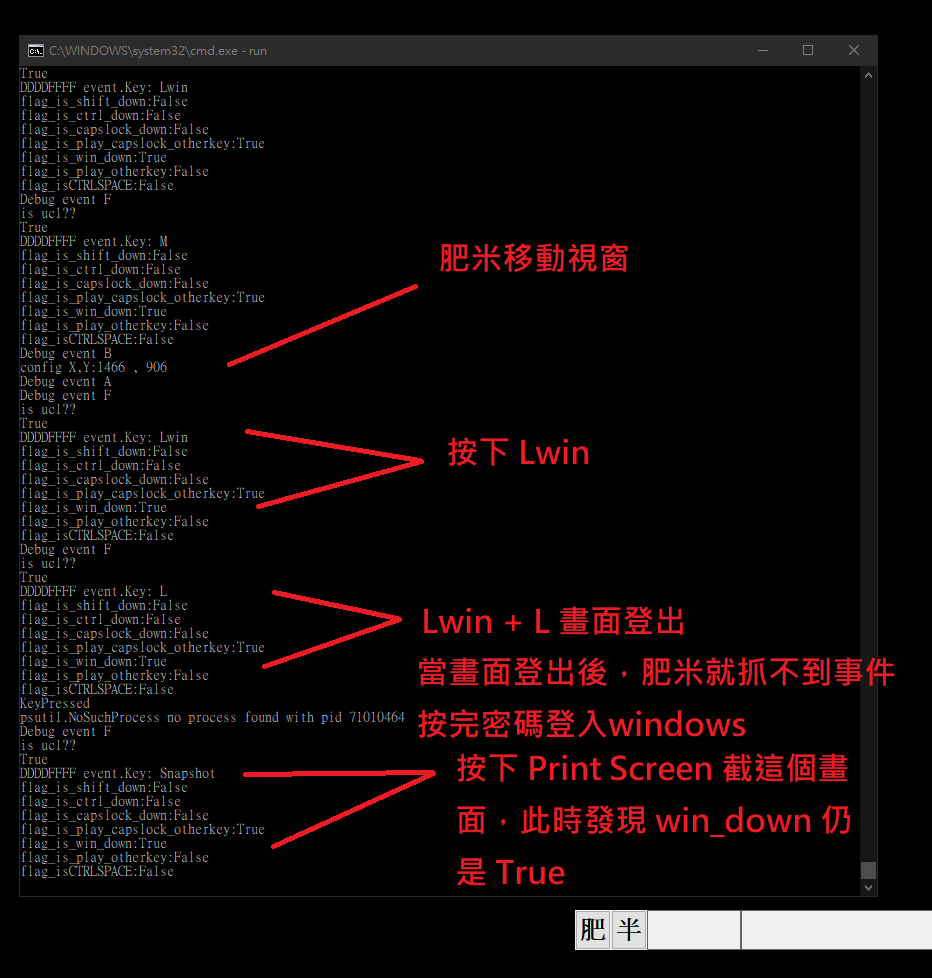 C:\WINDOWS\system32\cmd.exe - run
True
DDDDFFFF event.Key: Lwin
flag_is_shift_down:False
flag_is_ctrl_down:False
flag_is_capslock_down:False
flag_is_play_capslock_otherkey:True
flag_is_win_down:True
flag_is_play_otherkey:False
flag_isCTRLSPACE:False
Debug event F
is ucl??
True
DDDDFFFF event.Key: M
flag_is_shift_down:False
flag_is_ctrl_down:False
flag_is_capslock_down:False
flag_is_play_capslock_otherkey:True
flag_is_win_down:True
flag_is_play_otherkey:False
flag_isCTRLSPACE:False
Debug event B
config X,Y:1466 , 906
Debug event A
Debug event F
is ucl??
True
DDDDFFFF event.Key: Lwin
flag_is_shift_down:False
flag_is_ctrl_down:False
flag_is_capslock_down:False
flag_is_play_capslock_otherkey:True
flag_is_win_down:True
flag_is_play_otherkey:False
flag_isCTRLSPACE:False
Debug event F
is ucl??
True
DDDDFFFF event.Key: L
flag_is_shift_down:False
flag_is_ctrl_down:False
flag_is_capslock_down:False
flag_is_play_capslock_otherkey:True
flag_is_win_down:True
flag_is_play_otherkey:False
flag_isCTRLSPACE:False
KeyPressed
psutil.NoSuchProcess no process found with pid 71010464
Debug event F
is ucl??
True
DDDDFFFF event.Key: Snapshot
flag_is_shift_down:False
flag_is_ctrl_down:False
flag_is_capslock_down:False
flag_is_play_capslock_otherkey:True
flag_is_win_down:True
flag_is_play_otherkey:False
flag_isCTRLSPACE:False
肥米移動視窗
按下 Lwin
Lwin + L 畫面登出
當畫面登出後，肥米就抓不到事件
按完密碼登入windows
按下 Print Screen 截這個畫
面，此時發現 win_down 仍
是 True
肥 半